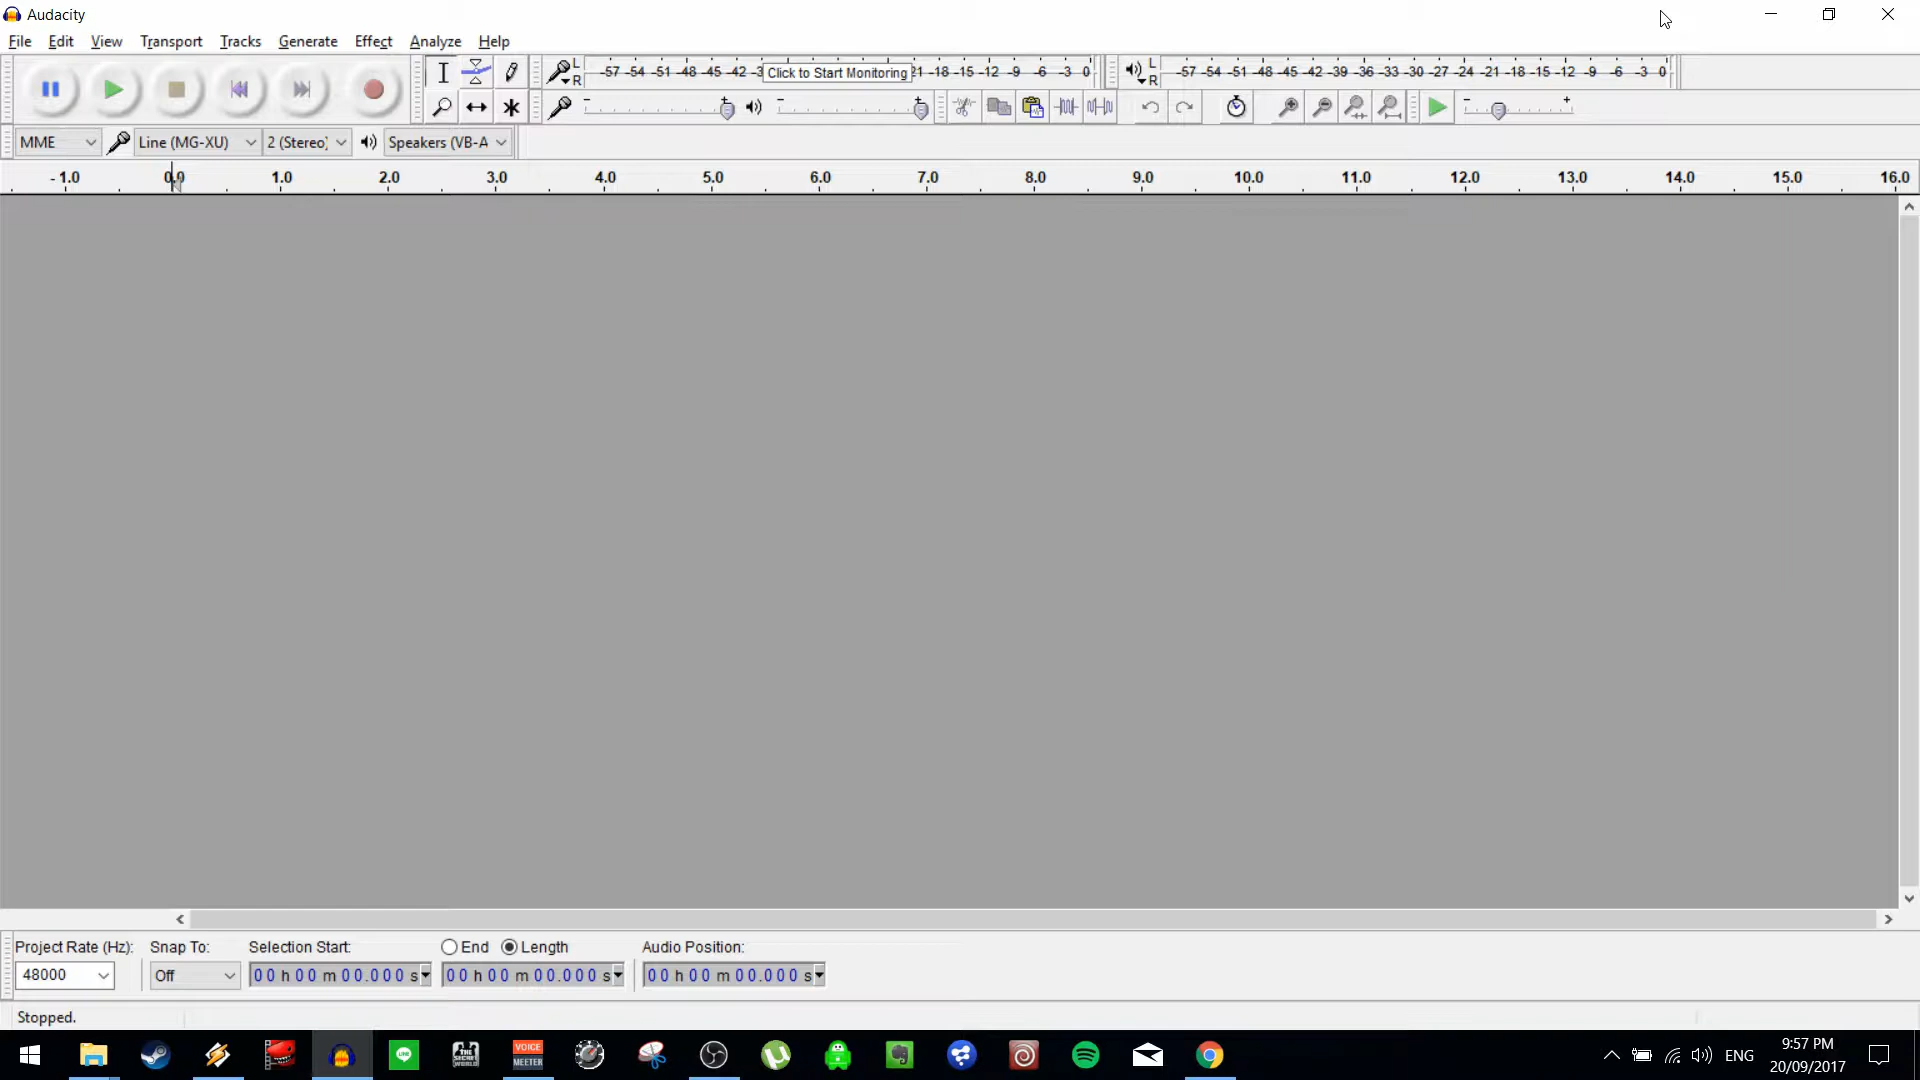 Audacity
File Edit View Transport Tracks Generate Effect Analyze Help
L R -57 -54 -51 -48 -45 -42 -3 Click to Start Monitoring 21 -18 -15 -12 -9 -6 -3 0 L R -57 -54 -51 -48 -45 -42 -39 -36 -33 -30 -27 -24 -21 -18 -15 -12 -9 -6 -3 0
MME Line (MG-XU) 2 (Stereo) Speakers (VB-A
- 1.0 0.0 1.0 2.0 3.0 4.0 5.0 6.0 7.0 8.0 9.0 10.0 11.0 12.0 13.0 14.0 15.0 16.0
Project Rate (Hz): Snap To: Selection Start: End Length Audio Position:
48000 Off 00 h 00 m 00.000 s 00 h 00 m 00.000 s 00 h 00 m 00.000 s
Stopped.
THE SECRET WORLD
VOICE MEETER
ENG
9:57 PM
20/09/2017